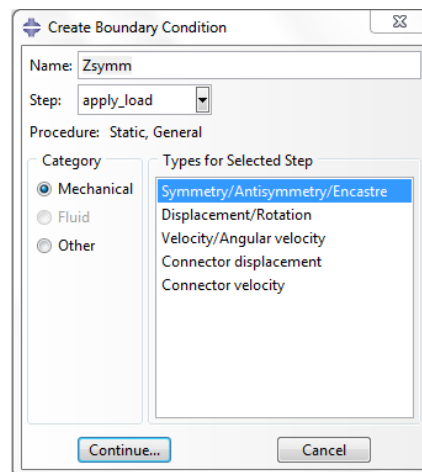 Create Boundary Condition
Name: Zsymm
Step: apply_load
Procedure: Static, General
Category
Mechanical
Fluid
Other
Types for Selected Step
Symmetry/Antisymmetry/Encastre
Displacement/Rotation
Velocity/Angular velocity
Connector displacement
Connector velocity
Continue... Cancel